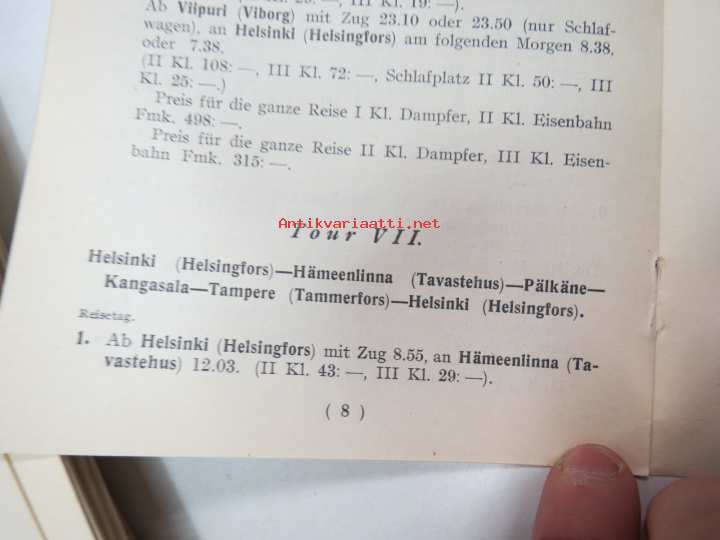 III Kl. 19: —).
Ab Viipuri (Viborg) mit Zug 23.10 oder 23.50 (nur Schlaf-
wagen), an Helsinki (Helsingfors) am folgenden Morgen 8.38,
oder 7.38.
(II Kl. 108: —, III Kl. 72: —, Schlafplatz II Kl. 50: —, III
Kl. 25: —.)
Preis für die ganze Reise I Kl. Dampfer, II Kl. Eisenbahn
Fmk. 498: —.
Preis für die ganze Reise II Kl. Dampfer, III Kl. Eisen-
bahn Fmk. 315: —.
Antikvariaatti.net
Tour VII.
Helsinki (Helsingfors)—Hämeenlinna (Tavastehus)—Pälkäne—
Kangasala—Tampere (Tammerfors)—Helsinki (Helsingfors).
Reisetag.
1. Ab Helsinki (Helsingfors) mit Zug 8.55, an Hämeenlinna (Ta-
vastehus) 12.03. (II Kl. 43: —, III Kl. 29: —).
( 8 )